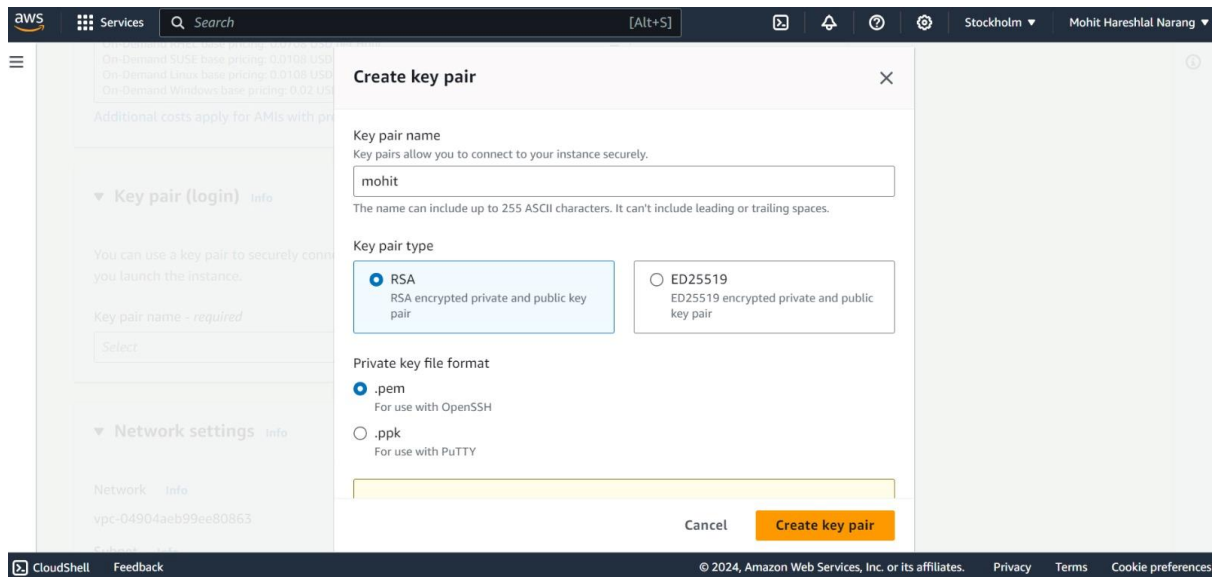 aws Services Search [Alt+S] Stockholm ▼ Mohit Hareshlal Narang ▼
On-Demand SUSE base pricing: 0.0108 USD
On-Demand Linux base pricing: 0.0108 USD
On-Demand Windows base pricing: 0.02
Additional costs apply for AMIs with
▼ Key pair (login) Info
You can use a key pair to securely
you launch the instance.
Key pair name - required
Select
▼ Network settings Info
Network Info
vpc-04904aeb99ee80863
Create key pair
Key pair name
Key pairs allow you to connect to your instance securely.
mohit
The name can include up to 255 ASCII characters. It can't include leading or trailing spaces.
Key pair type
RSA
RSA encrypted private and public key
pair
ED25519
ED25519 encrypted private and public
key pair
Private key file format
.pem
For use with OpenSSH
.ppk
For use with PuTTY
Cancel Create key pair
CloudShell Feedback © 2024, Amazon Web Services, Inc. or its affiliates. Privacy Terms Cookie preferences